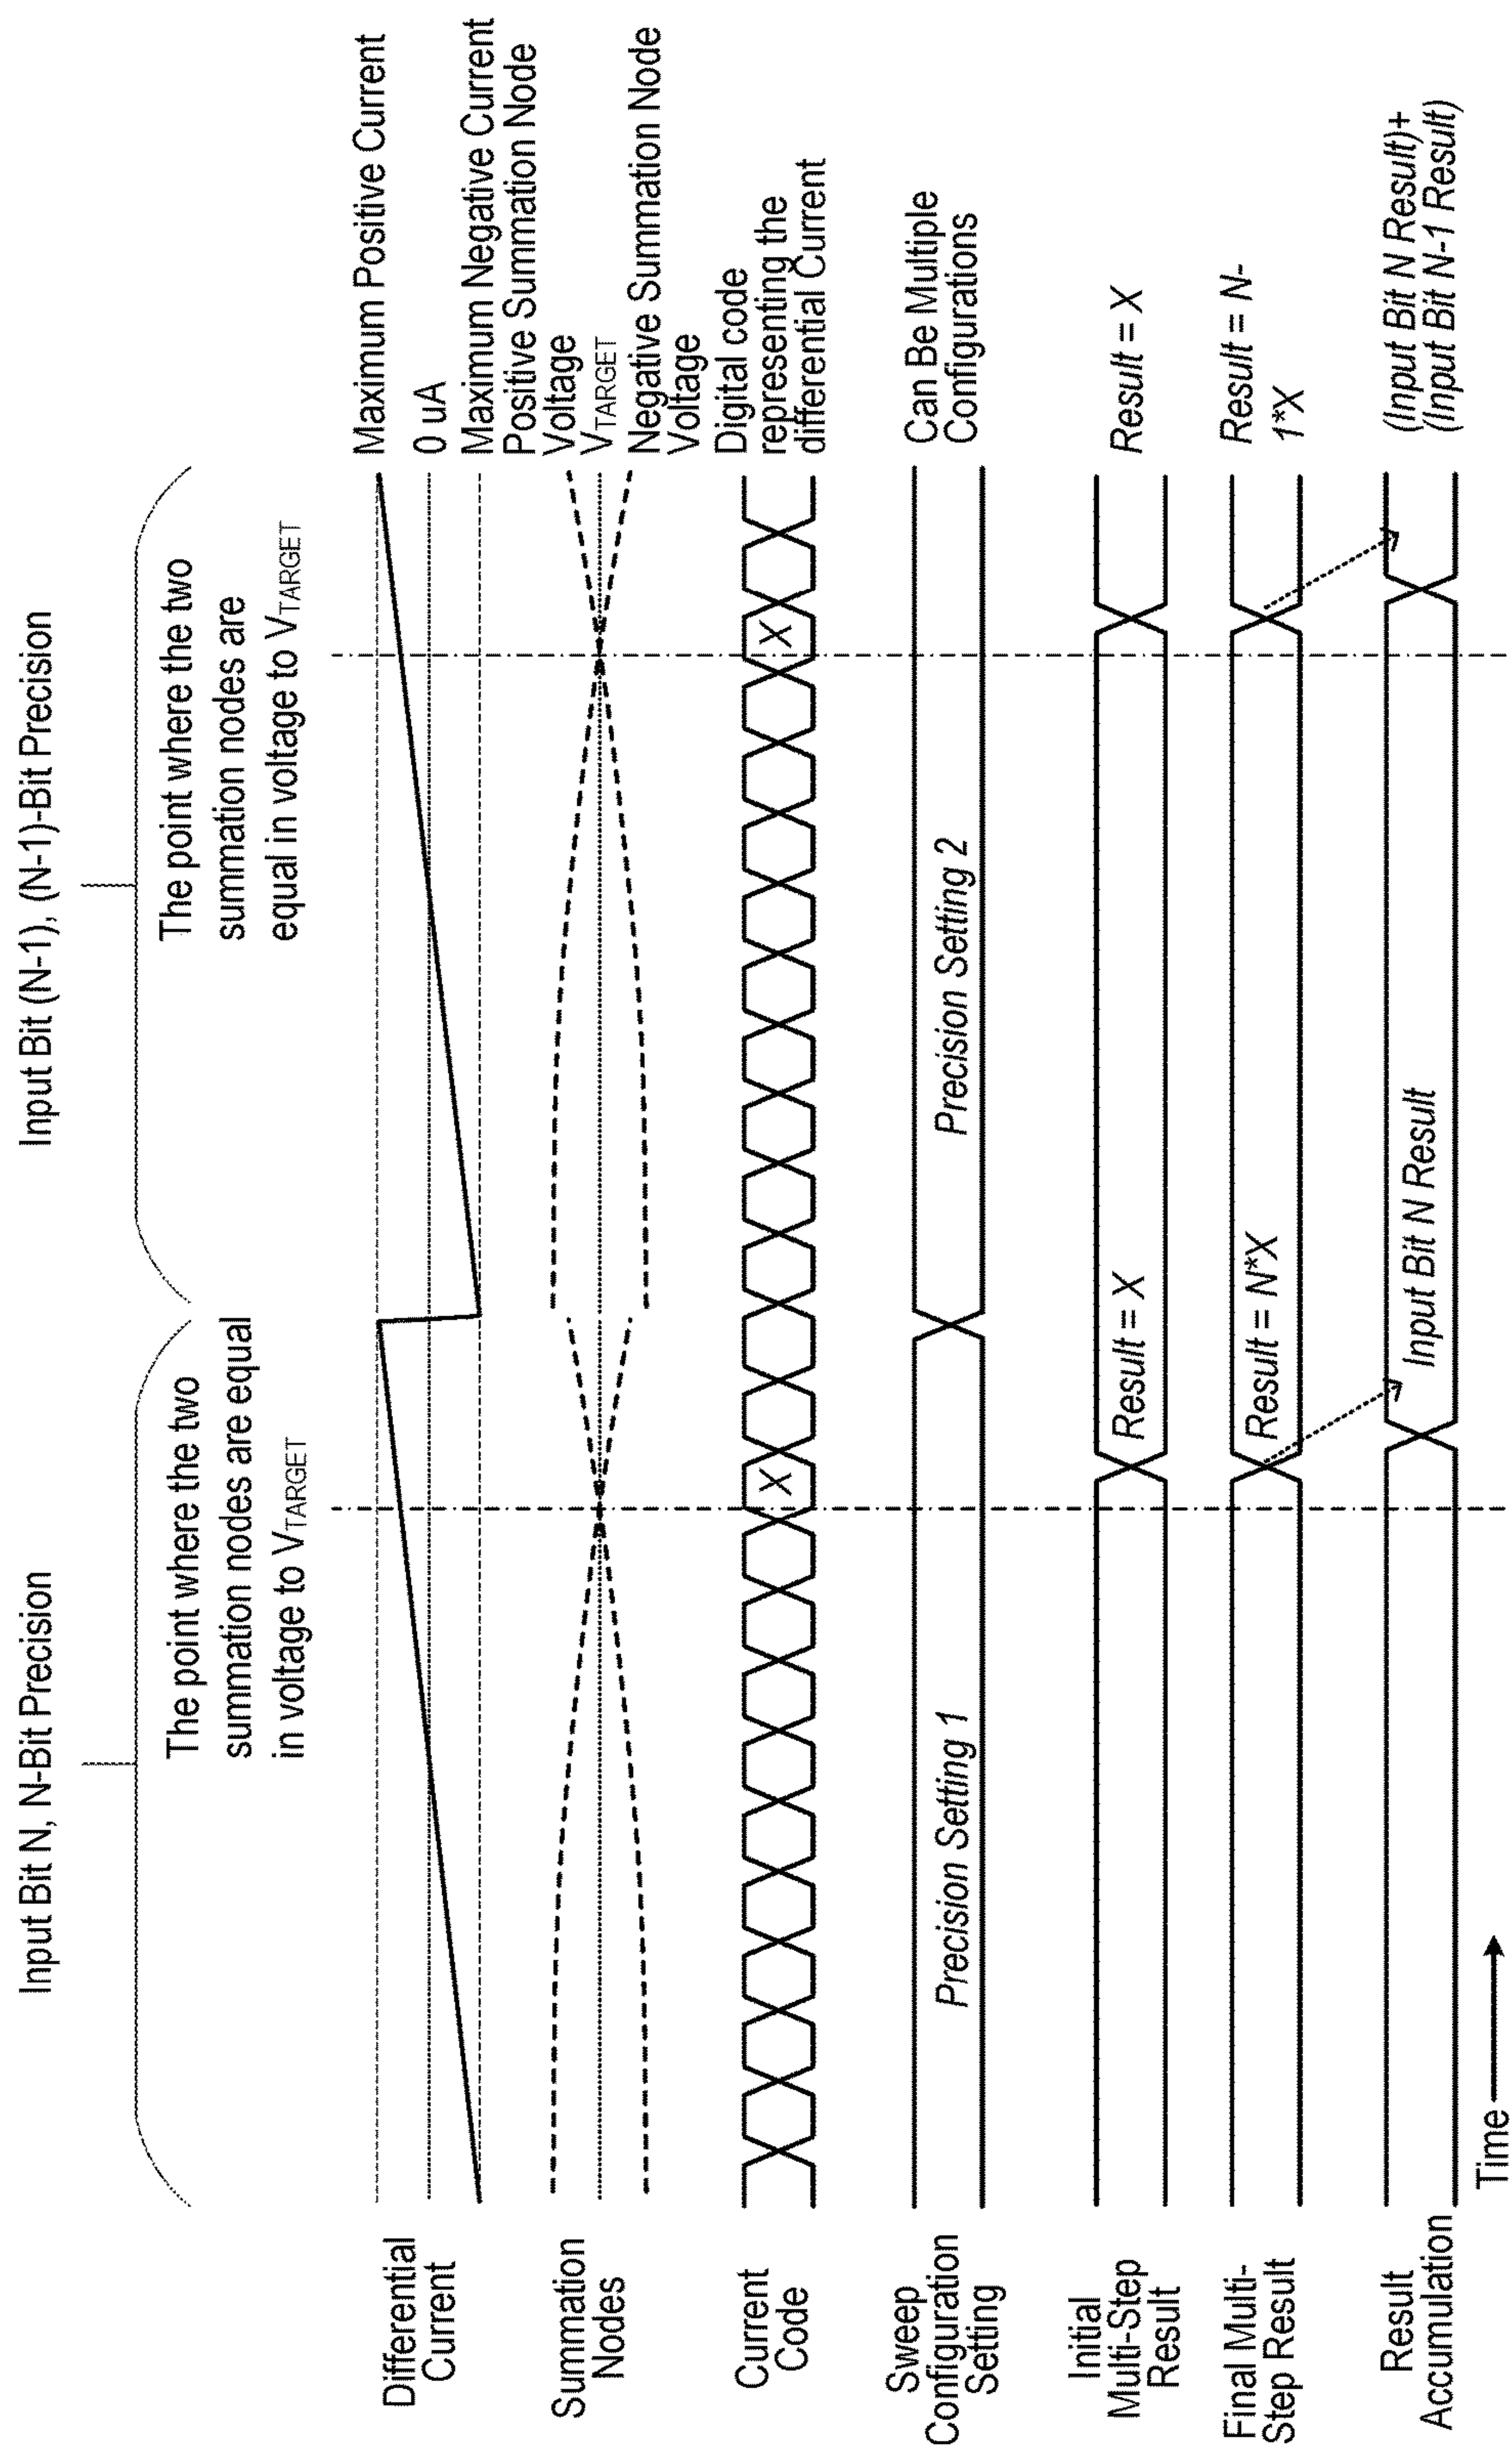 Input Bit N, N-Bit Precision
Input Bit (N-1), (N-1)-Bit Precision
The point where the two
summation nodes are equal
in voltage to VTARGET
The point where the two
summation nodes are
equal in voltage to VTARGET
Differential
Current
Maximum Positive Current
0 uA
Maximum Negative Current
Summation
Nodes
Positive Summation Node
Voltage
VTARGET
Negative Summation Node
Voltage
Current
Code
X
X
Digital code
representing the
differential Current
Sweep
Configuration
Setting
Precision Setting 1
Precision Setting 2
Can Be Multiple
Configurations
Initial
Multi-Step
Result
Result = X
Result = X
Final Multi-
Step Result
Result = N*X
Result = N-
1*X
Result
Accumulation
Input Bit N Result
(Input Bit N Result)+
(Input Bit N-1 Result)
Time